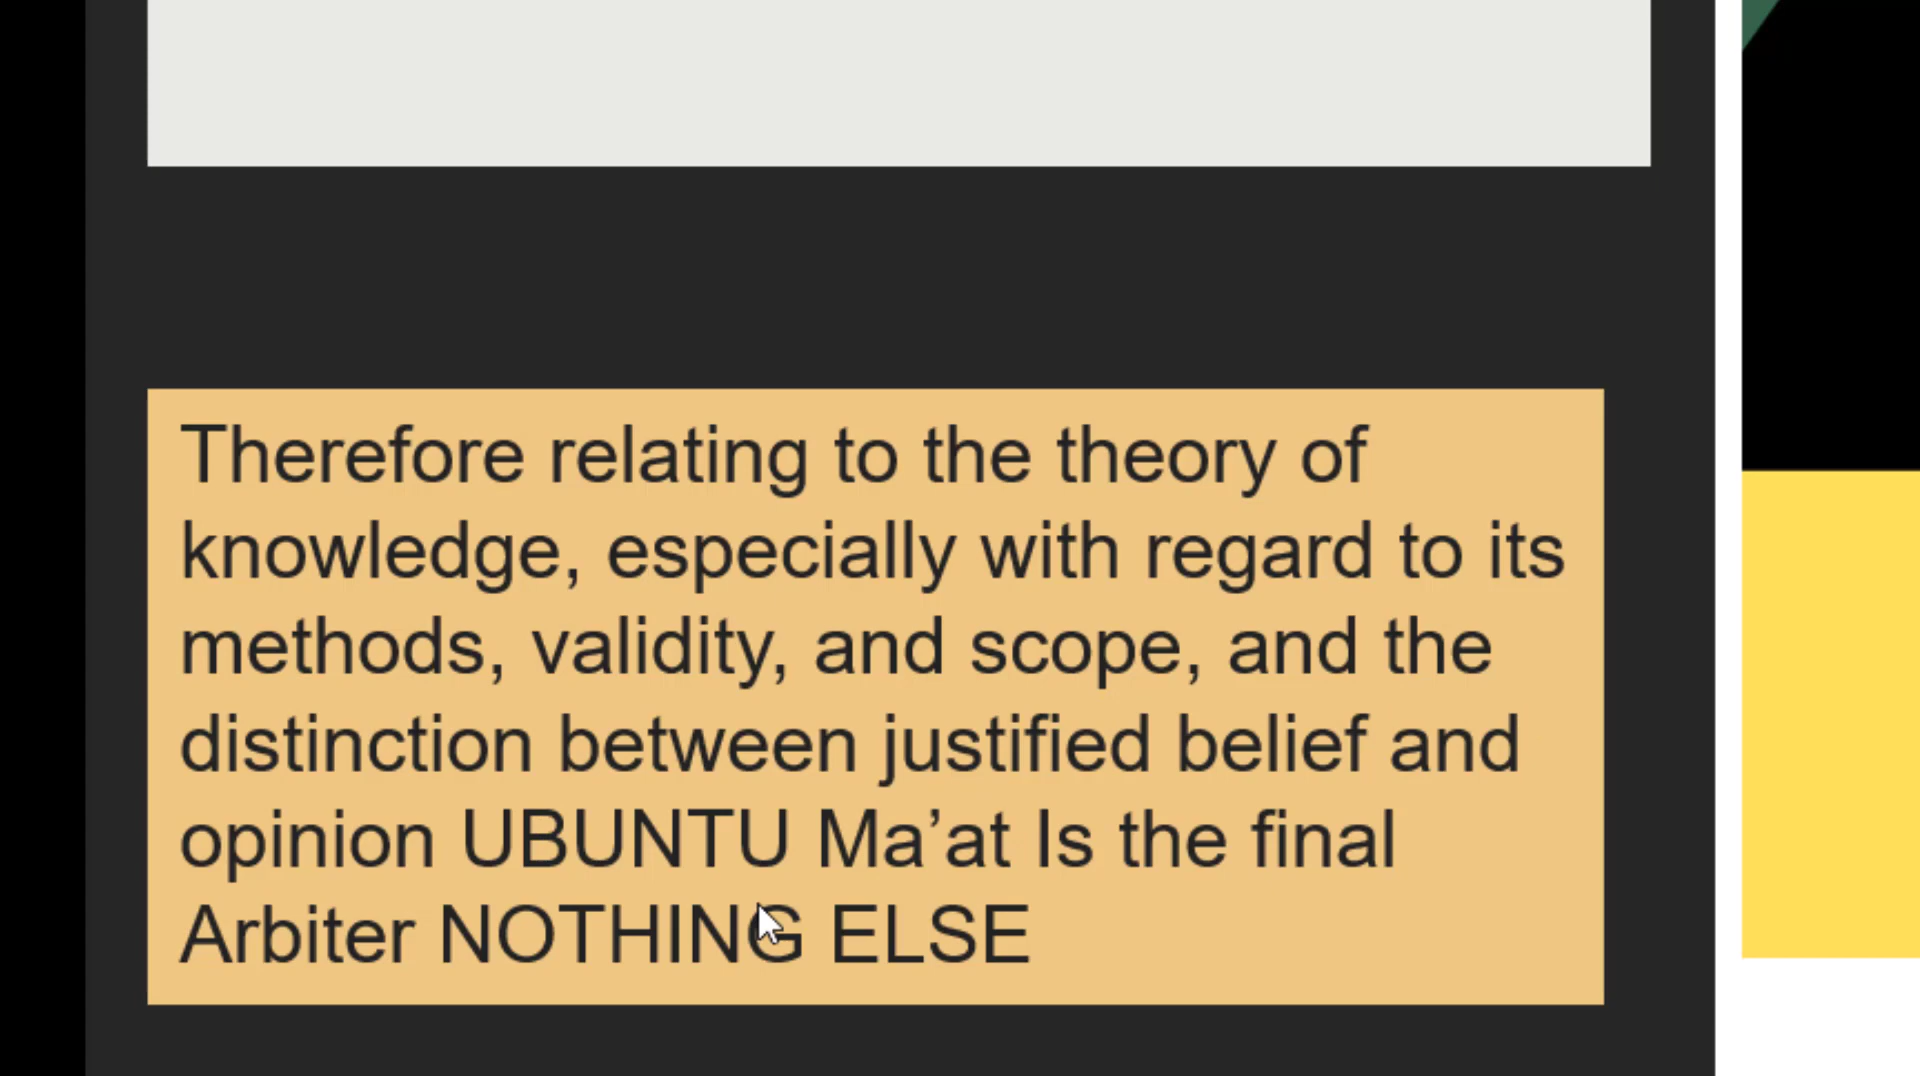 Therefore relating to the theory of
knowledge, especially with regard to its
methods, validity, and scope, and the
distinction between justified belief and
opinion UBUNTU Ma’at Is the final
Arbiter NOTHING ELSE